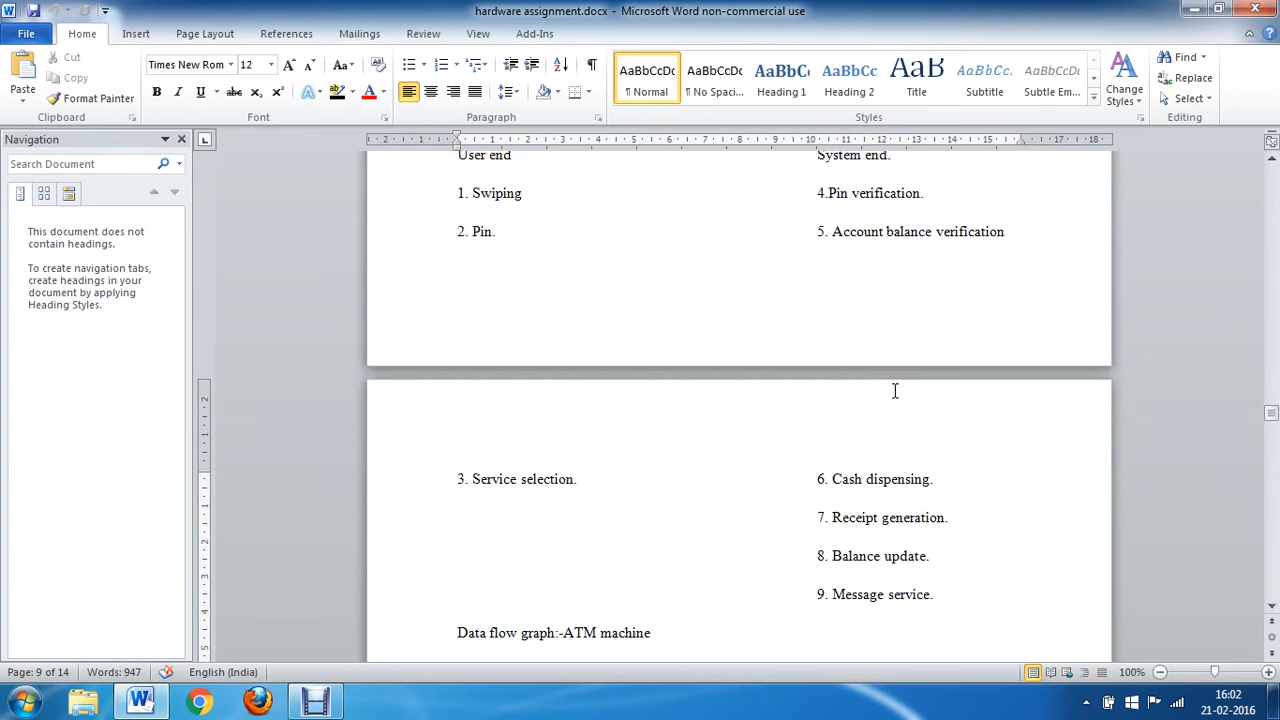 hardware assignment.docx - Microsoft Word non-commercial use
File Home Insert Page Layout References Mailings Review View Add-Ins
Paste
Cut
Copy
Format Painter
Clipboard
Times New Rom 12
Font
Paragraph
AaBbCcDc AaBbCcDc AaBbCc AaBbCc AaB AaBbCc. AaBbCcDc
¶ Normal ¶ No Spaci... Heading 1 Heading 2 Title Subtitle Subtle Em...
Styles
Change
Styles
Find
Replace
Select
Editing
Navigation
Search Document
This document does not
contain headings.
To create navigation tabs,
create headings in your
document by applying
Heading Styles.
User end System end.
1. Swiping 4.Pin verification.
2. Pin. 5. Account balance verification
3. Service selection. 6. Cash dispensing.
7. Receipt generation.
8. Balance update.
9. Message service.
Data flow graph:-ATM machine
Page: 9 of 14 Words: 947 English (India) 100%
16:02
21-02-2016